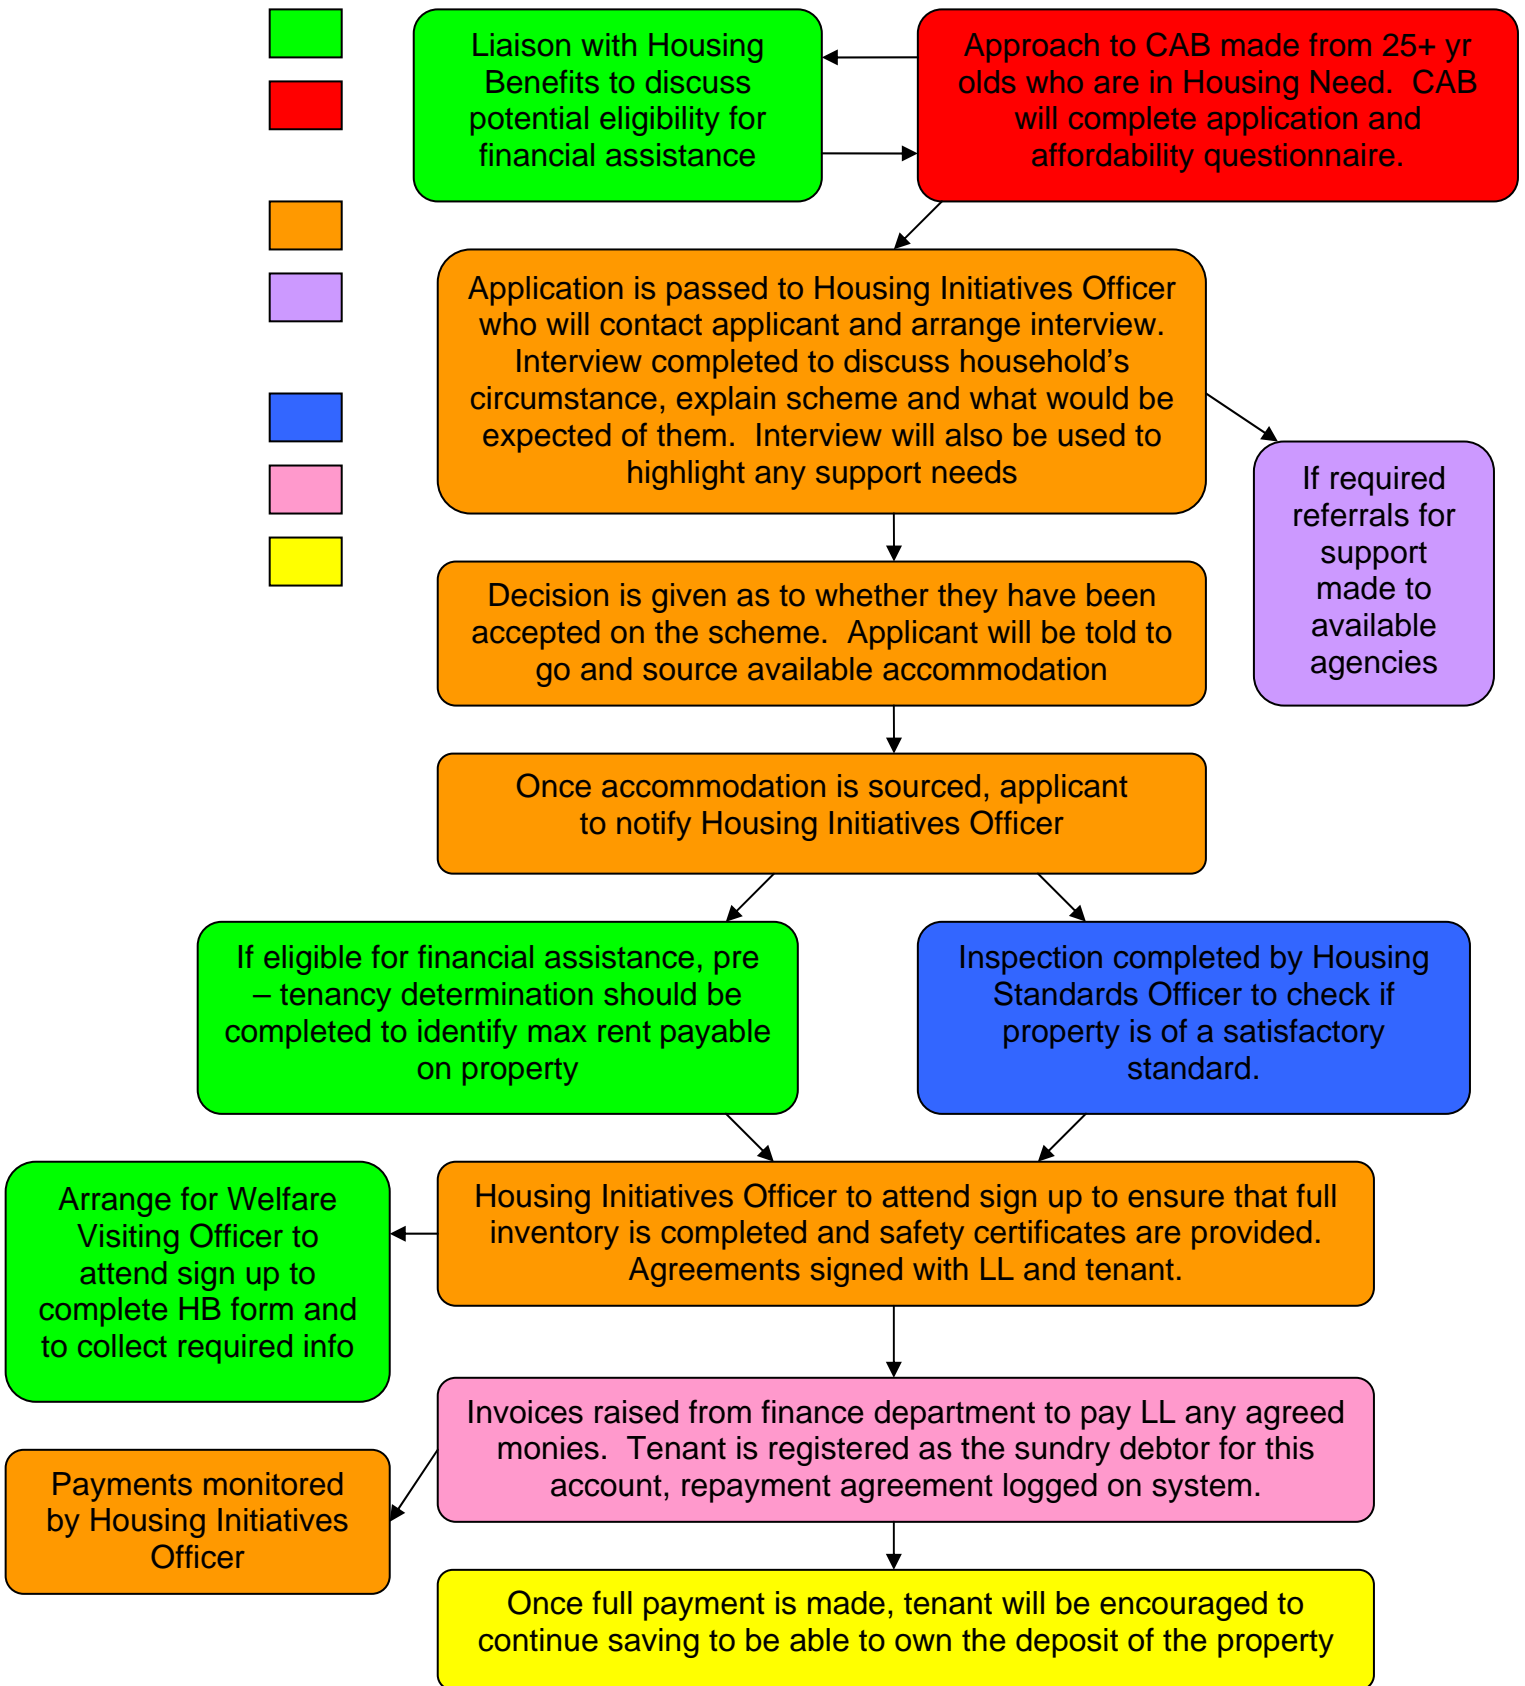 Liaison with Housing
Benefits to discuss
potential eligibility for
financial assistance
Approach to CAB made from 25+ yr
olds who are in Housing Need.  CAB
will complete application and
affordability questionnaire.
Application is passed to Housing Initiatives Officer
who will contact applicant and arrange interview.
Interview completed to discuss household’s
circumstance, explain scheme and what would be
expected of them.  Interview will also be used to
highlight any support needs
If required
referrals for
support
made to
available
agencies
Decision is given as to whether they have been
accepted on the scheme.  Applicant will be told to
go and source available accommodation
Once accommodation is sourced, applicant
to notify Housing Initiatives Officer
If eligible for financial assistance, pre
– tenancy determination should be
completed to identify max rent payable
on property
Inspection completed by Housing
Standards Officer to check if
property is of a satisfactory
standard.
Arrange for Welfare
Visiting Officer to
attend sign up to
complete HB form and
to collect required info
Housing Initiatives Officer to attend sign up to ensure that full
inventory is completed and safety certificates are provided.
Agreements signed with LL and tenant.
Invoices raised from finance department to pay LL any agreed
monies.  Tenant is registered as the sundry debtor for this
account, repayment agreement logged on system.
Payments monitored
by Housing Initiatives
Officer
Once full payment is made, tenant will be encouraged to
continue saving to be able to own the deposit of the property